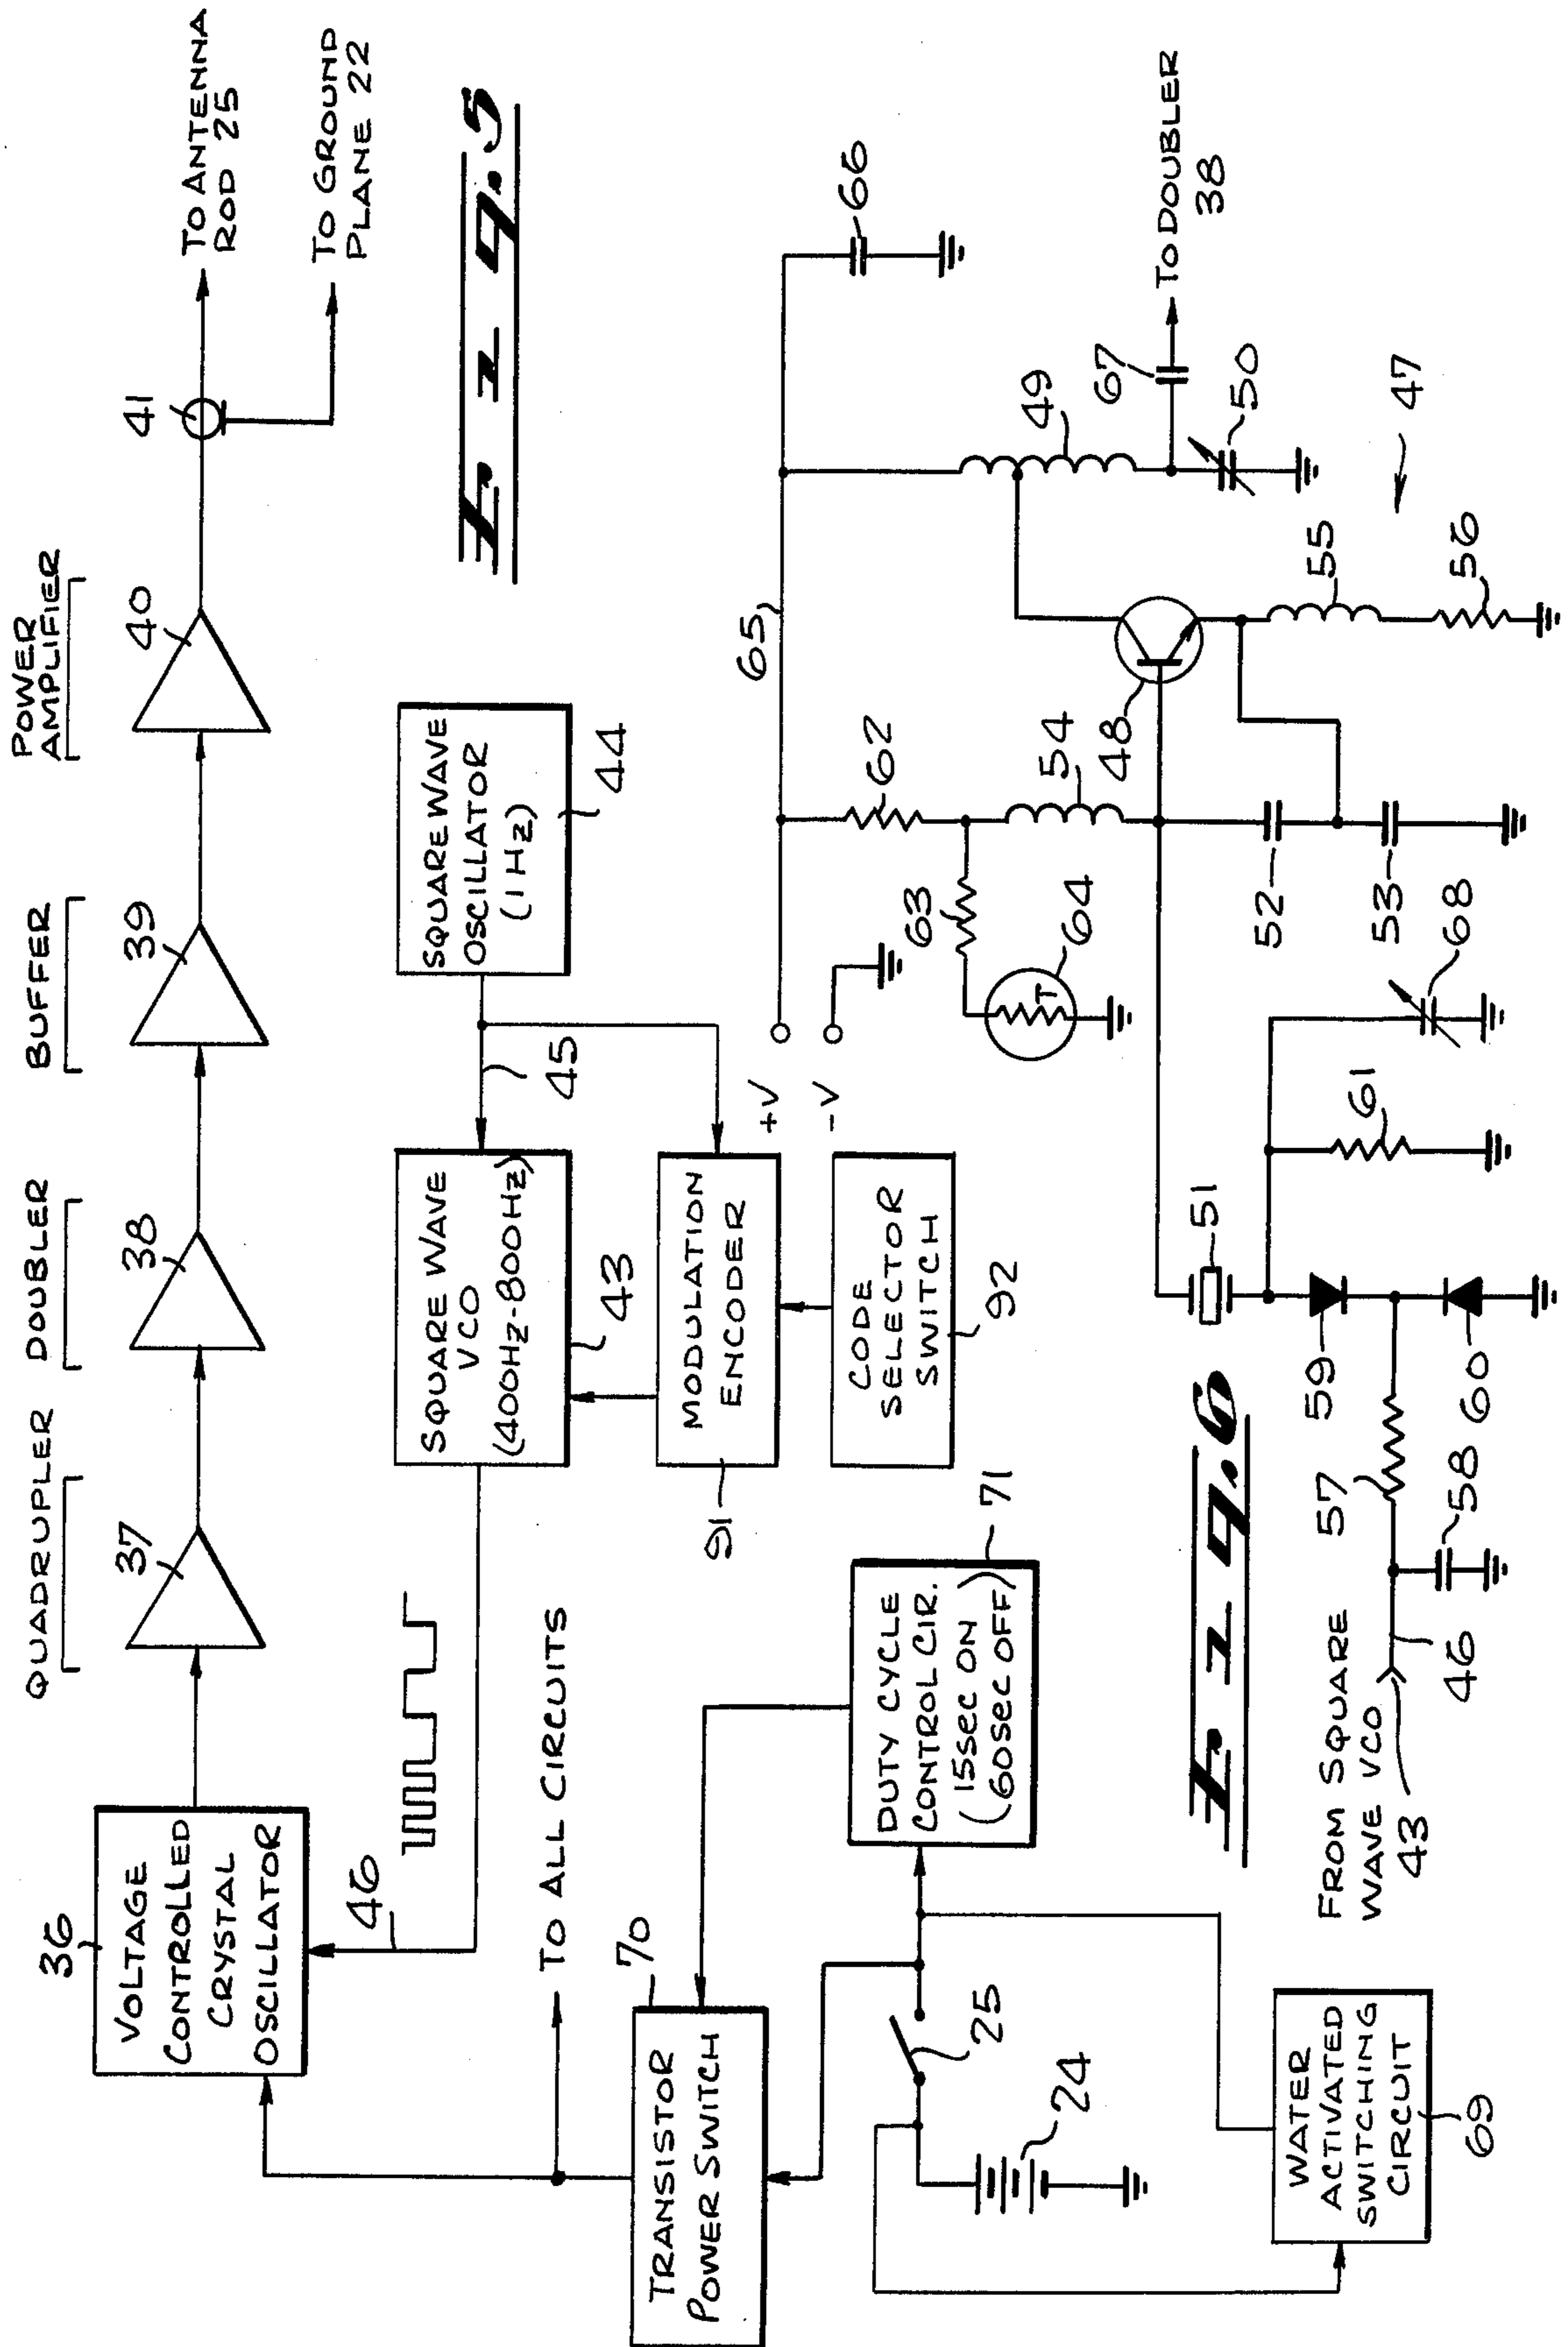 QUADRUPLER
DOUBLER
BUFFER
POWER
AMPLIFIER
36
VOLTAGE
CONTROLLED
CRYSTAL
OSCILLATOR
37
38
39
40
41
TO ANTENNA
ROD 25
TO GROUND
PLANE 22
46
SQUARE WAVE
VCO
(400HZ-800HZ)
43
45
SQUARE WAVE
OSCILLATOR
(1 HZ)
44
Fig. 5
TO ALL CIRCUITS
MODULATION
ENCODER
91
CODE
SELECTOR
SWITCH
92
70
TRANSISTOR
POWER SWITCH
DUTY CYCLE
CONTROL CIR.
(15SEC ON)
(60SEC OFF)
71
25
24
WATER
ACTIVATED
SWITCHING
CIRCUIT
69
Fig. 6
+V
-V
65
66
62
63
64
T
54
48
49
67
TO DOUBLER
38
50
47
55
56
52
53
68
61
51
59
60
57
58
FROM SQUARE
WAVE VCO
43
46